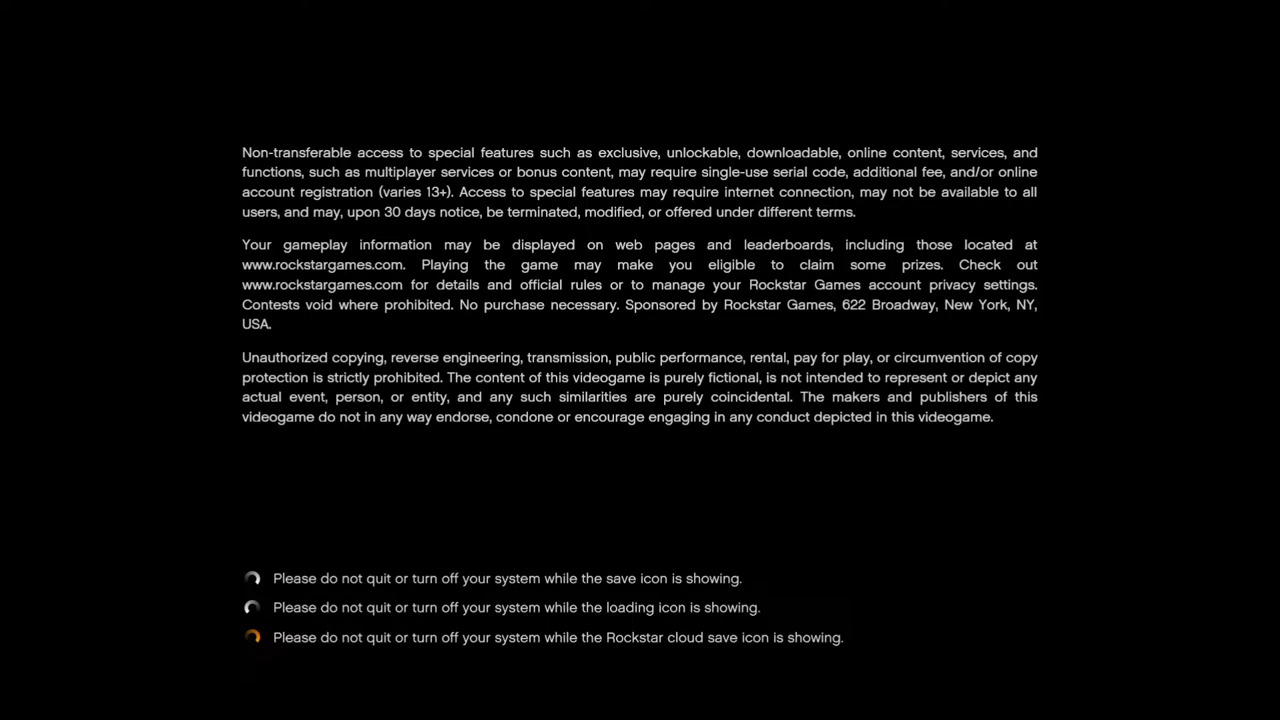 Non-transferable access to special features such as exclusive, unlockable, downloadable, online content, services, and
functions, such as multiplayer services or bonus content, may require single-use serial code, additional fee, and/or online
account registration (varies 13+). Access to special features may require internet connection, may not be available to all
users, and may, upon 30 days notice, be terminated, modified, or offered under different terms.
Your gameplay information may be displayed on web pages and leaderboards, including those located at
www.rockstargames.com. Playing the game may make you eligible to claim some prizes. Check out
www.rockstargames.com for details and official rules or to manage your Rockstar Games account privacy settings.
Contests void where prohibited. No purchase necessary. Sponsored by Rockstar Games, 622 Broadway, New York, NY,
USA.
Unauthorized copying, reverse engineering, transmission, public performance, rental, pay for play, or circumvention of copy
protection is strictly prohibited. The content of this videogame is purely fictional, is not intended to represent or depict any
actual event, person, or entity, and any such similarities are purely coincidental. The makers and publishers of this
videogame do not in any way endorse, condone or encourage engaging in any conduct depicted in this videogame.
Please do not quit or turn off your system while the save icon is showing.
Please do not quit or turn off your system while the loading icon is showing.
Please do not quit or turn off your system while the Rockstar cloud save icon is showing.